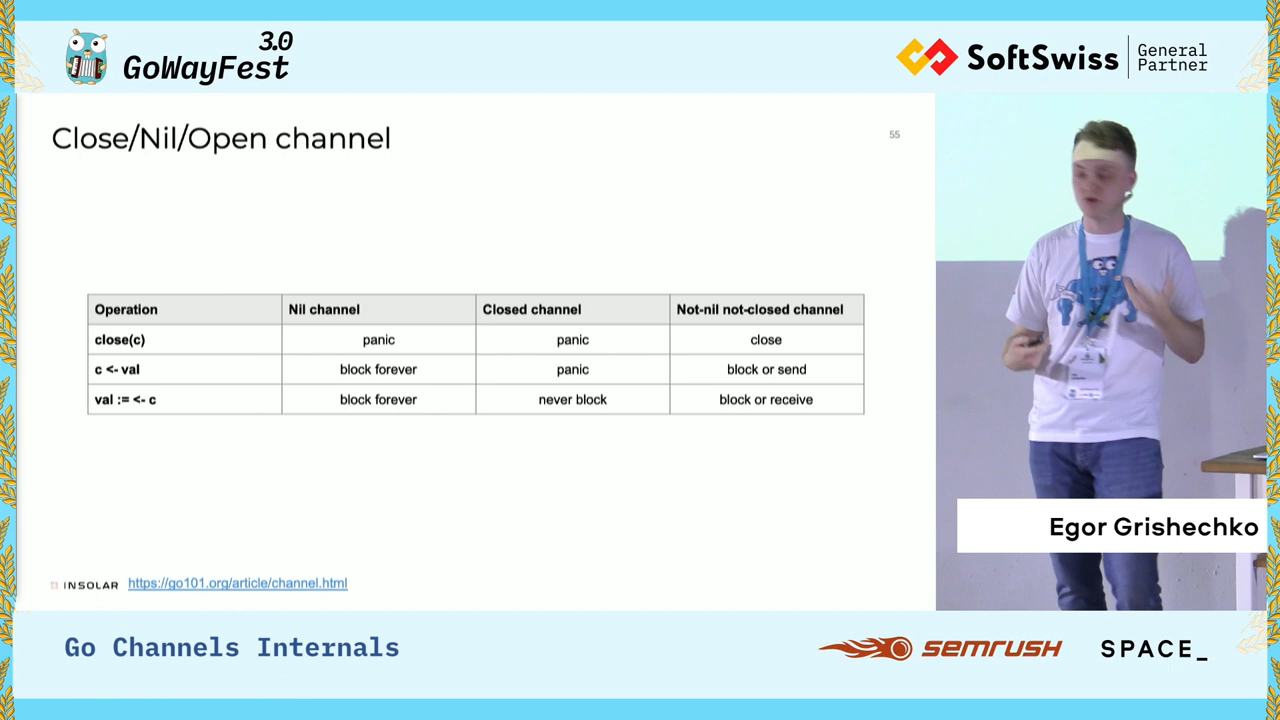 3.0
GoWayFest
SoftSwiss
General
Partner
Close/Nil/Open channel
55
Operation Nil channel Closed channel Not-nil not-closed channel
close(c) panic panic close
c <- val block forever panic block or send
val := <- c block forever never block block or receive
Egor Grishechko
INSOLAR https://go101.org/article/channel.html
Go Channels Internals
semrush
SPACE_